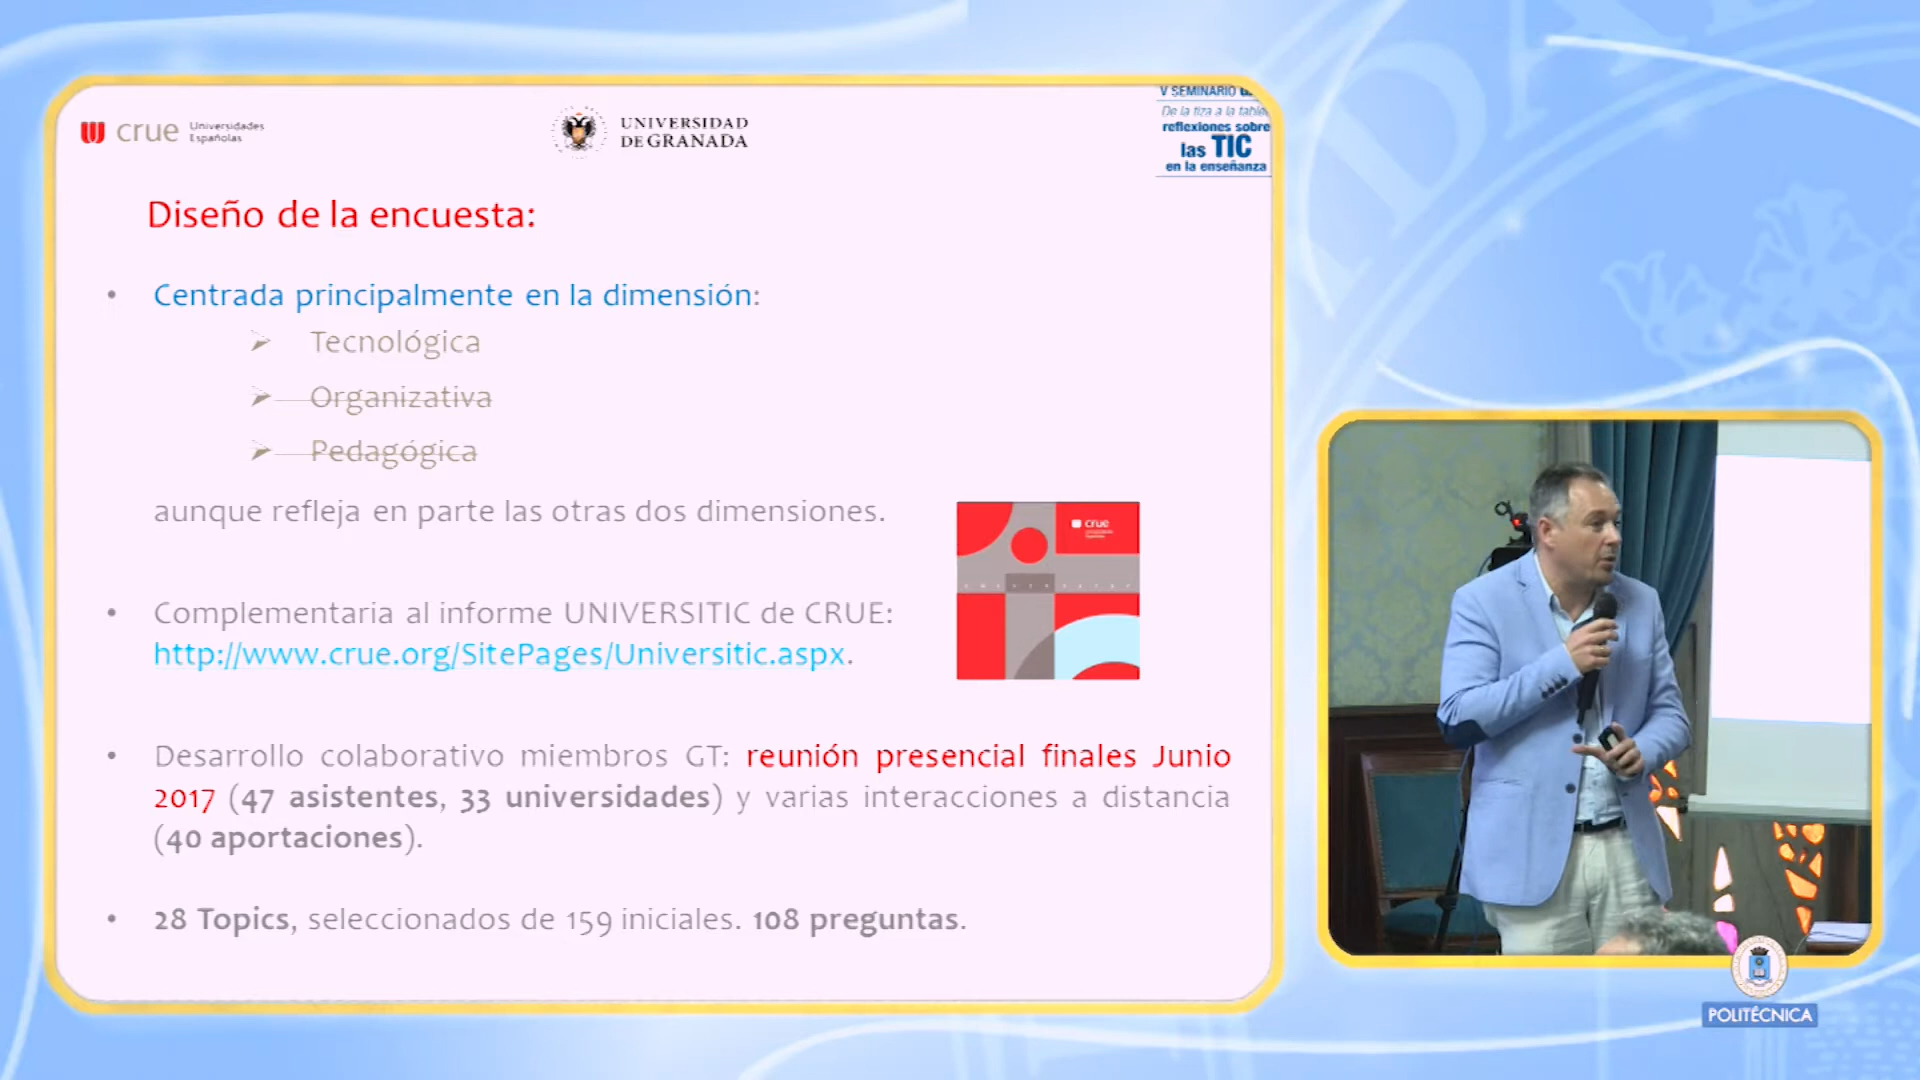 crue Universidades
Españolas
UNIVERSIDAD
DE GRANADA
V SEMINARIO
De la tiza a la tablet
reflexiones sobre
las TIC
en la enseñanza
Diseño de la encuesta:
• Centrada principalmente en la dimensión:
➢ Tecnológica
➢ Organizativa
➢ Pedagógica
aunque refleja en parte las otras dos dimensiones.
crue
• Complementaria al informe UNIVERSITIC de CRUE:
http://www.crue.org/SitePages/Universitic.aspx.
• Desarrollo colaborativo miembros GT: reunión presencial finales Junio
2017 (47 asistentes, 33 universidades) y varias interacciones a distancia
(40 aportaciones).
• 28 Topics, seleccionados de 159 iniciales. 108 preguntas.
POLITÉCNICA